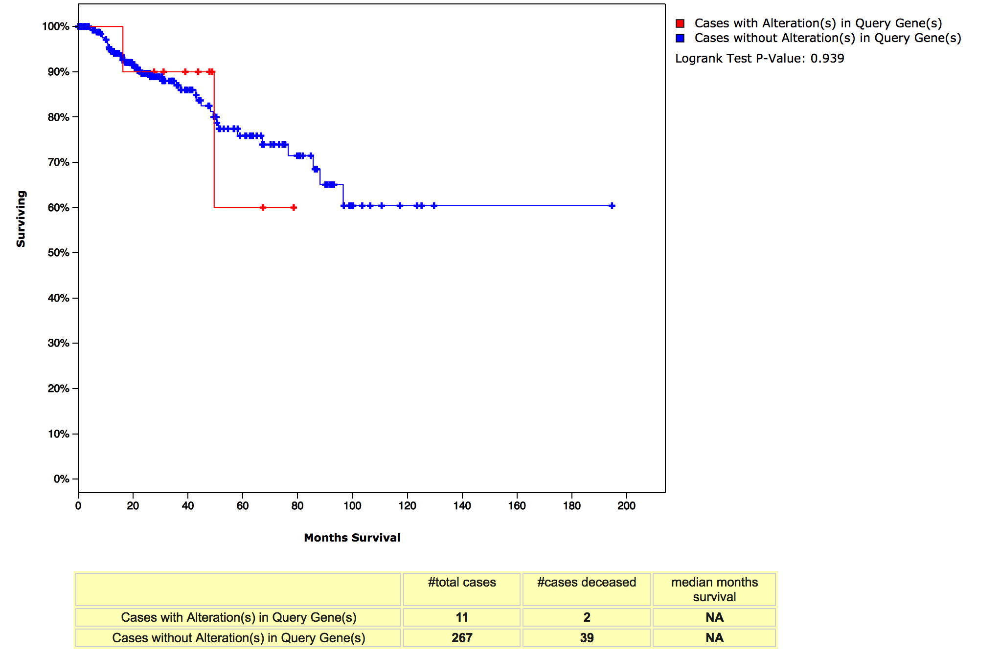 100%
90%
80%
70%
60%
50%
40%
30%
20%
10%
0%
Surviving
0 20 40 60 80 100 120 140 160 180 200
Months Survival
Cases with Alteration(s) in Query Gene(s)
Cases without Alteration(s) in Query Gene(s)
Logrank Test P-Value: 0.939
#total cases #cases deceased median months
survival
Cases with Alteration(s) in Query Gene(s) 11 2 NA
Cases without Alteration(s) in Query Gene(s) 267 39 NA